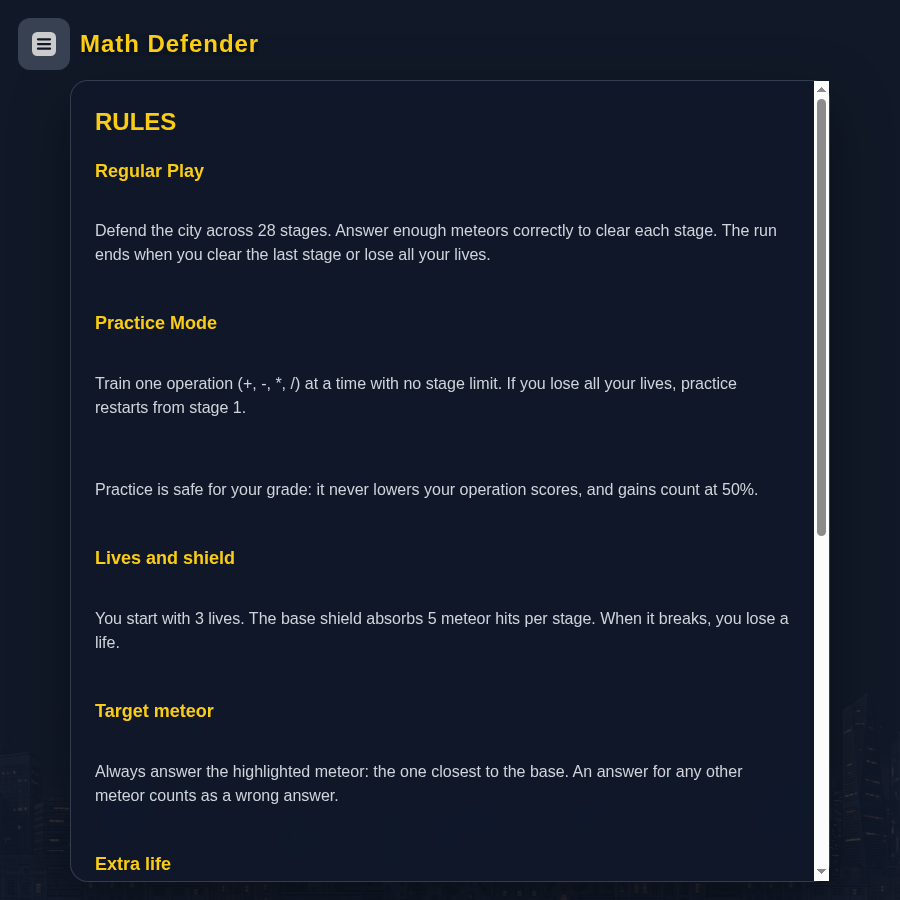 Math Defender
RULES
Regular Play
Defend the city across 28 stages. Answer enough meteors correctly to clear each stage. The run
ends when you clear the last stage or lose all your lives.
Practice Mode
Train one operation (+, -, *, /) at a time with no stage limit. If you lose all your lives, practice
restarts from stage 1.
Practice is safe for your grade: it never lowers your operation scores, and gains count at 50%.
Lives and shield
You start with 3 lives. The base shield absorbs 5 meteor hits per stage. When it breaks, you lose a
life.
Target meteor
Always answer the highlighted meteor: the one closest to the base. An answer for any other
meteor counts as a wrong answer.
Extra life